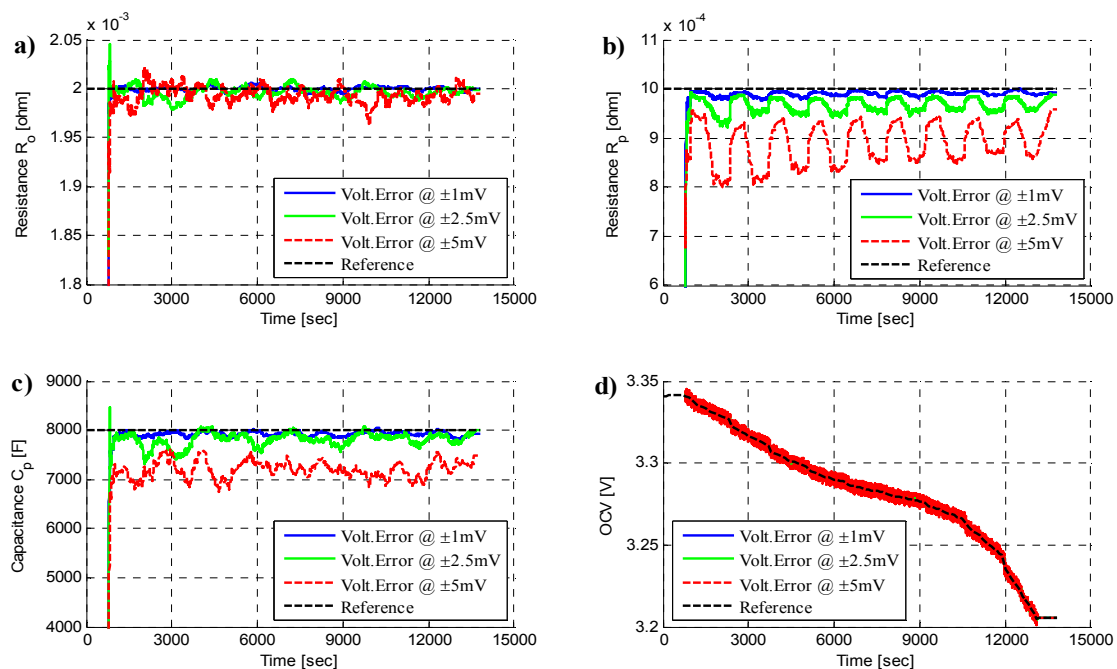 a)
x 10⁻³
2.05
2
1.95
1.9
1.85
1.8
Resistance Rₒ [ohm]
Volt.Error @ ±1mV
Volt.Error @ ±2.5mV
Volt.Error @ ±5mV
Reference
0 3000 6000 9000 12000 15000
Time [sec]
b)
x 10⁻⁴
11
10
9
8
7
6
Resistance Rₚ [ohm]
Volt.Error @ ±1mV
Volt.Error @ ±2.5mV
Volt.Error @ ±5mV
Reference
0 3000 6000 9000 12000 15000
Time [sec]
c)
9000
8000
7000
6000
5000
4000
Capacitance Cₚ [F]
Volt.Error @ ±1mV
Volt.Error @ ±2.5mV
Volt.Error @ ±5mV
Reference
0 3000 6000 9000 12000 15000
Time [sec]
d)
3.35
3.3
3.25
3.2
OCV [V]
Volt.Error @ ±1mV
Volt.Error @ ±2.5mV
Volt.Error @ ±5mV
Reference
0 3000 6000 9000 12000 15000
Time [sec]